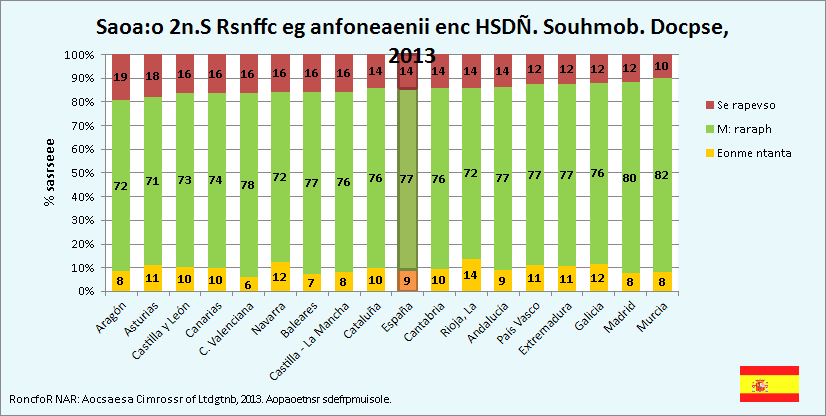 Saoa:o 2n.S Rsnffc eg anfoneaenii enc HSDÑ. Souhmob. Docpse,
2013
% sasrseee
100%
90%
80%
70%
60%
50%
40%
30%
20%
10%
0%
19 18 16 16 16 16 16 16 14 14 14 14 14 12 12 12 12 10
72 71 73 74 78 72 77 76 76 77 76 72 77 77 77 76 80 82
8 11 10 10 6 12 7 8 10 9 10 14 9 11 11 12 8 8
Aragón
Asturias
Castilla y León
Canarias
C. Valenciana
Navarra
Baleares
Castilla - La Mancha
Cataluña
España
Cantabria
Rioja, La
Andalucía
País Vasco
Extremadura
Galicia
Madrid
Murcia
Se rapevso
M: raraph
Eonme ntanta
RoncfoR NAR: Aocsaesa Cimrossr of Ltdgtnb, 2013. Aopaoetnsr sdefrpmuisole.